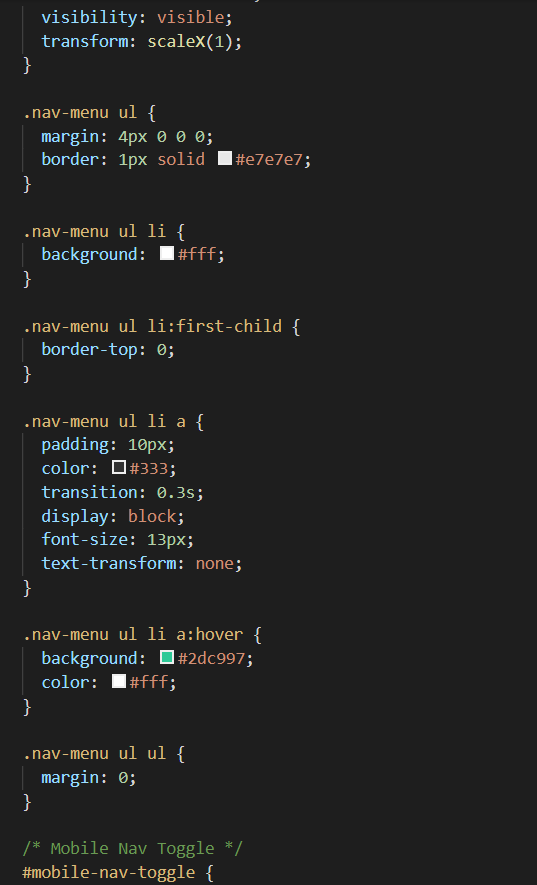 visibility: visible;
transform: scaleX(1);
}
.nav-menu ul {
margin: 4px 0 0 0;
border: 1px solid #e7e7e7;
}
.nav-menu ul li {
background: #fff;
}
.nav-menu ul li:first-child {
border-top: 0;
}
.nav-menu ul li a {
padding: 10px;
color: #333;
transition: 0.3s;
display: block;
font-size: 13px;
text-transform: none;
}
.nav-menu ul li a:hover {
background: #2dc997;
color: #fff;
}
.nav-menu ul ul {
margin: 0;
}
/* Mobile Nav Toggle */
#mobile-nav-toggle {